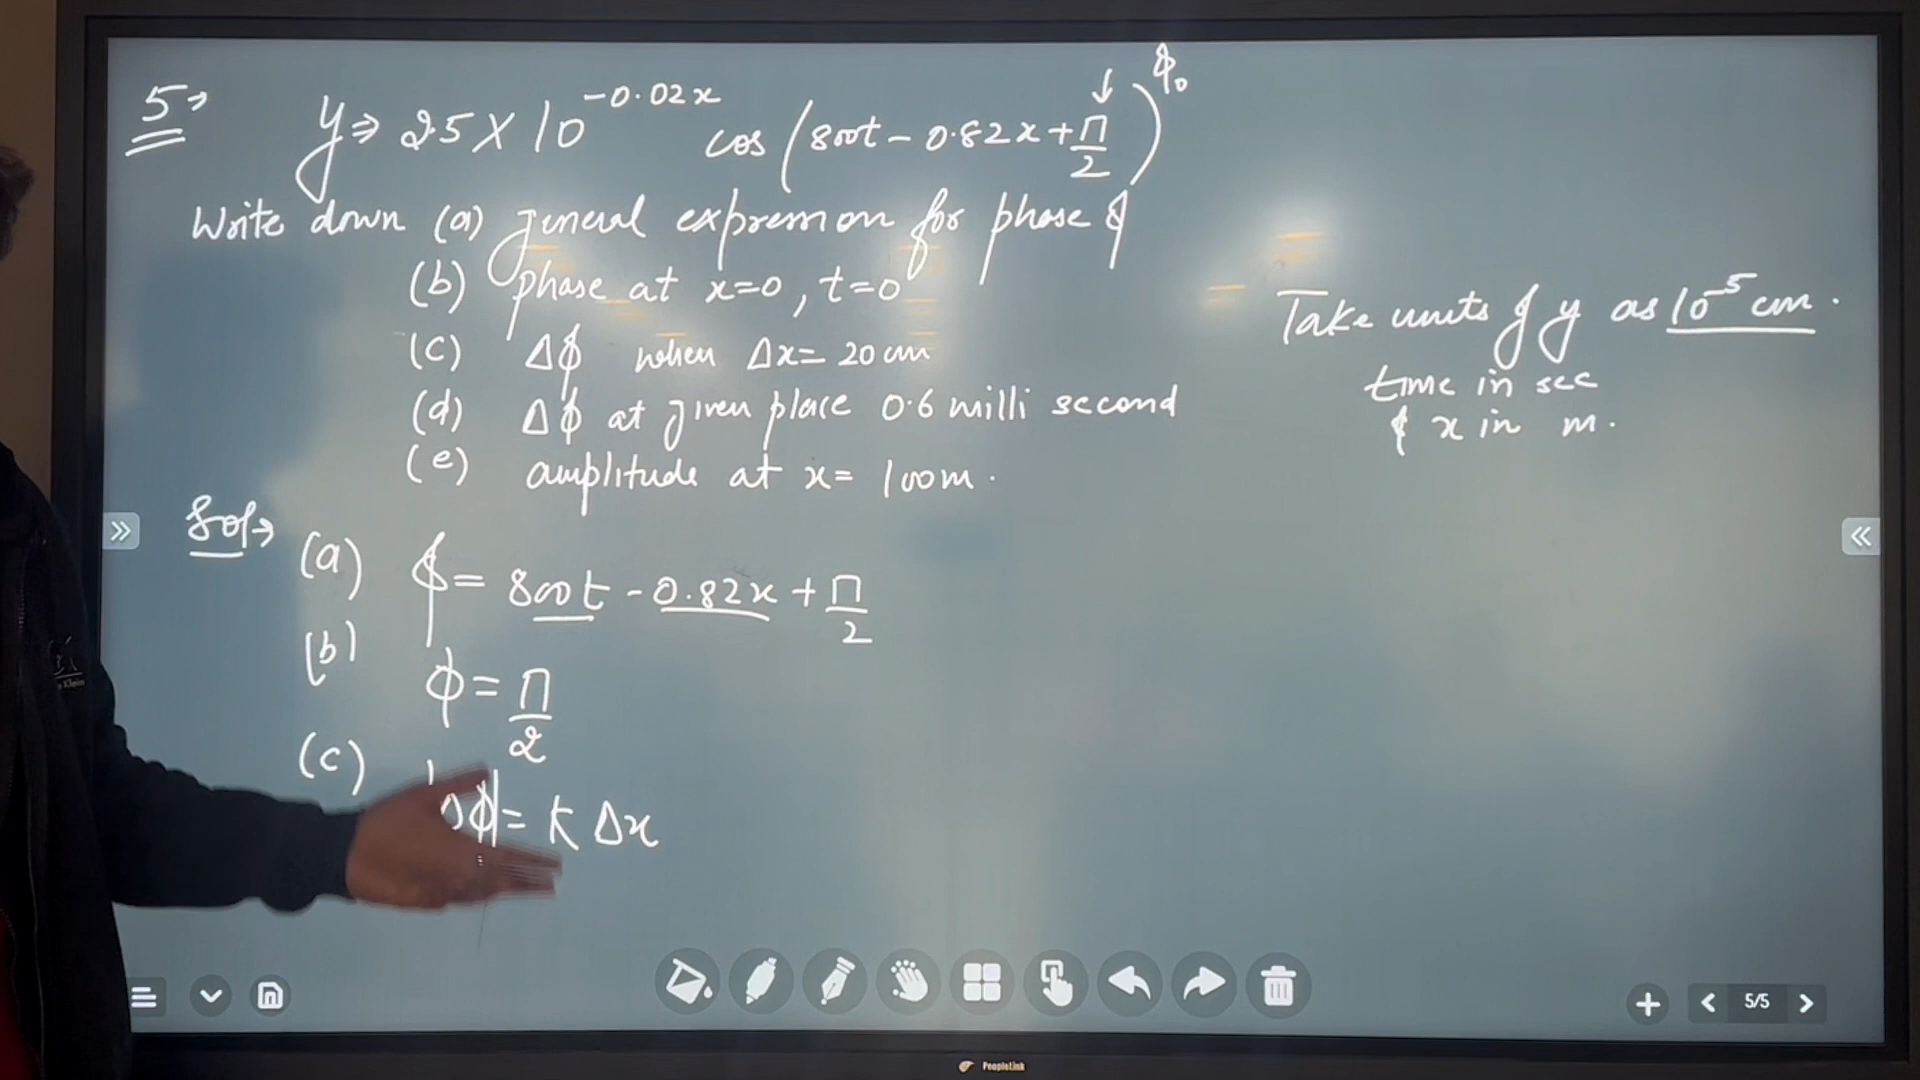 5→ y ⇒ 25 × 10^{-0.02x} cos (800t - 0.82x + π/2) ↓ φ₀
Write down (a) general expression for phase φ
(b) phase at x=0, t=0
(c) Δφ when Δx= 20 cm
(d) Δφ at given place 0.6 milli second
(e) amplitude at x= 100m.
Take units of y as 10^{-5} cm.
time in sec
& x in m.
Sol→
(a) φ = 800t - 0.82x + π/2
(b) φ = π/2
(c) Δφ = k Δx
5/5
PeopleLink